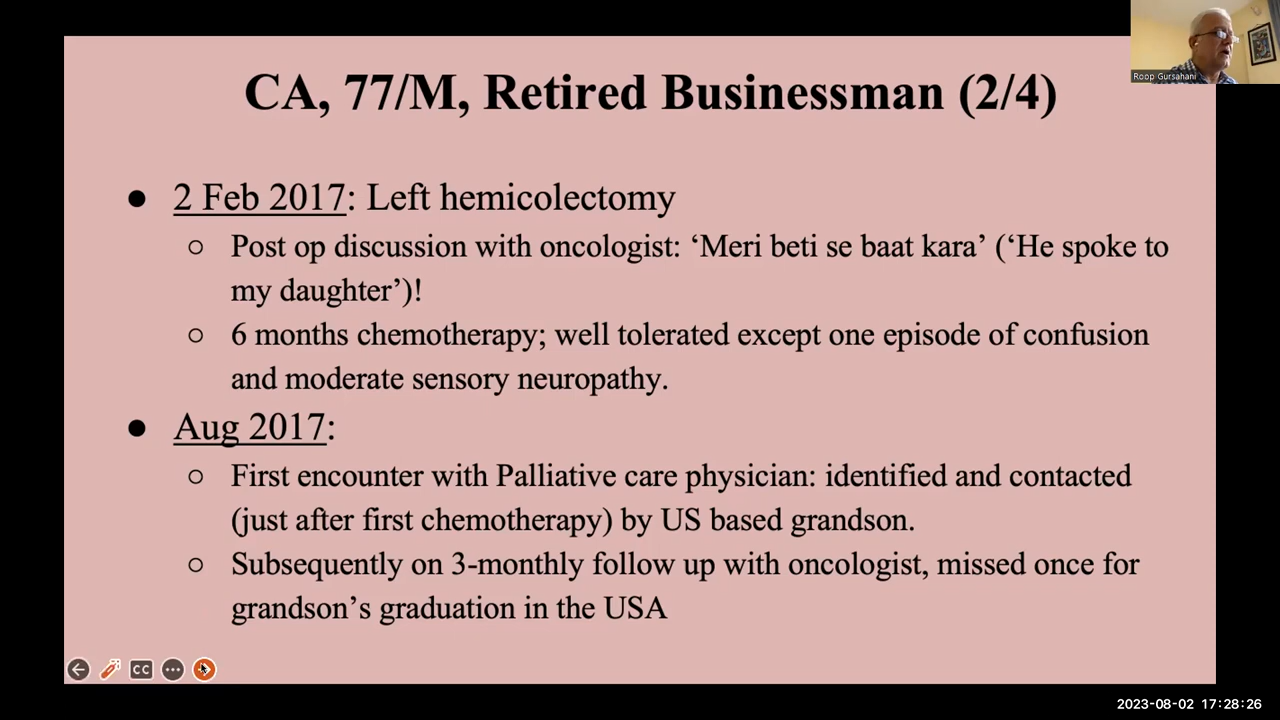 Roop Gursahani
CA, 77/M, Retired Businessman (2/4)
● 2 Feb 2017: Left hemicolectomy
○ Post op discussion with oncologist: ‘Meri beti se baat kara’ (‘He spoke to
my daughter’)!
○ 6 months chemotherapy; well tolerated except one episode of confusion
and moderate sensory neuropathy.
● Aug 2017:
○ First encounter with Palliative care physician: identified and contacted
(just after first chemotherapy) by US based grandson.
○ Subsequently on 3-monthly follow up with oncologist, missed once for
grandson’s graduation in the USA
CC
2023-08-02 17:28:26